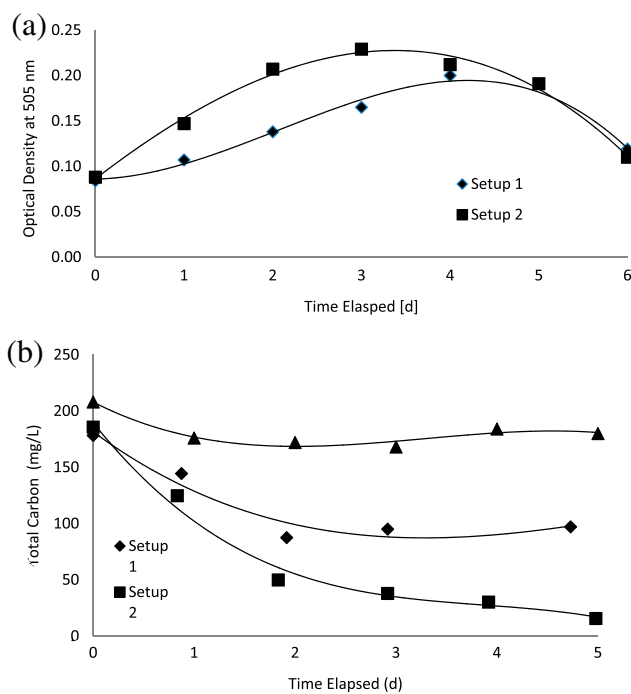 (a)
Optical Density at 505 nm
0.25
0.20
0.15
0.10
0.05
0.00
Setup 1
Setup 2
0 1 2 3 4 5 6
Time Elasped [d]
(b)
Total Carbon (mg/L)
250
200
150
100
50
0
Setup
1
Setup
2
0 1 2 3 4 5
Time Elapsed (d)